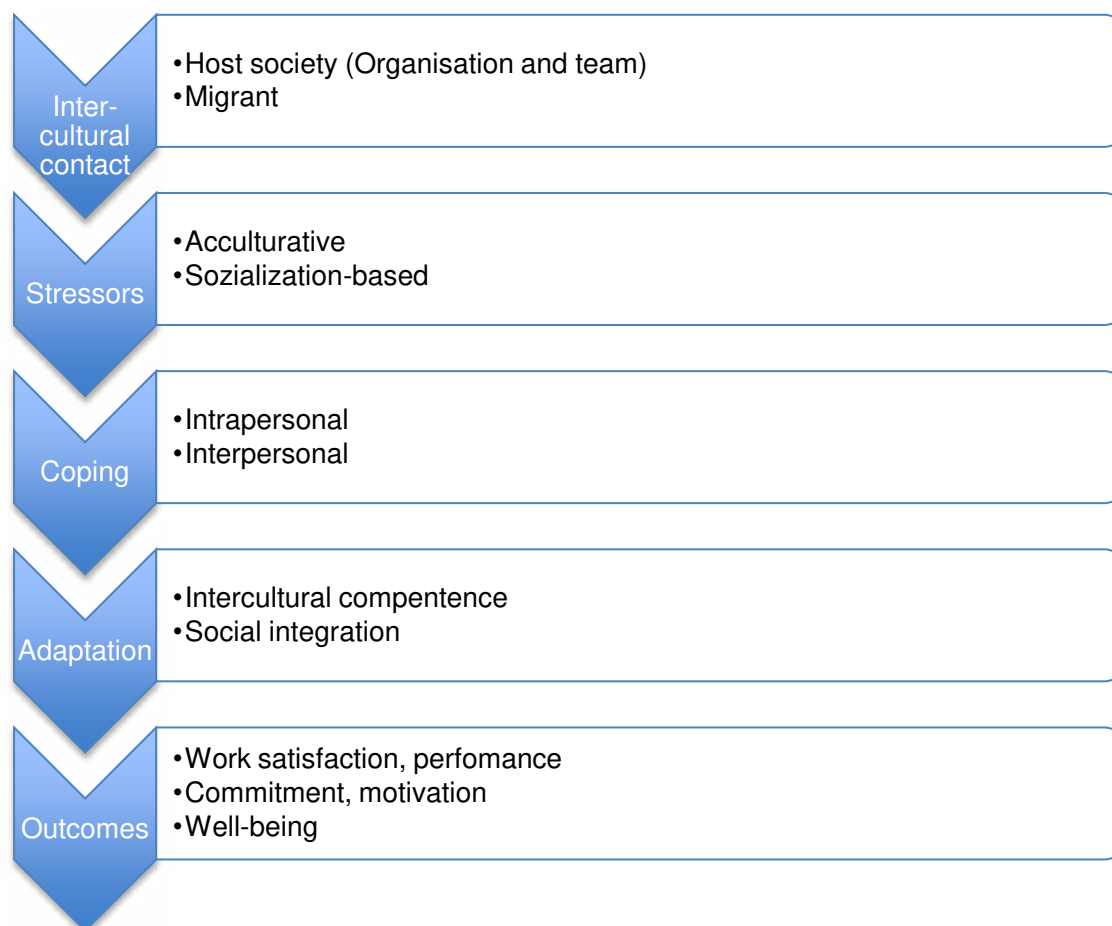 Inter-
cultural
contact
•Host society (Organisation and team)
•Migrant
Stressors
•Acculturative
•Sozialization-based
Coping
•Intrapersonal
•Interpersonal
Adaptation
•Intercultural compentence
•Social integration
Outcomes
•Work satisfaction, perfomance
•Commitment, motivation
•Well-being